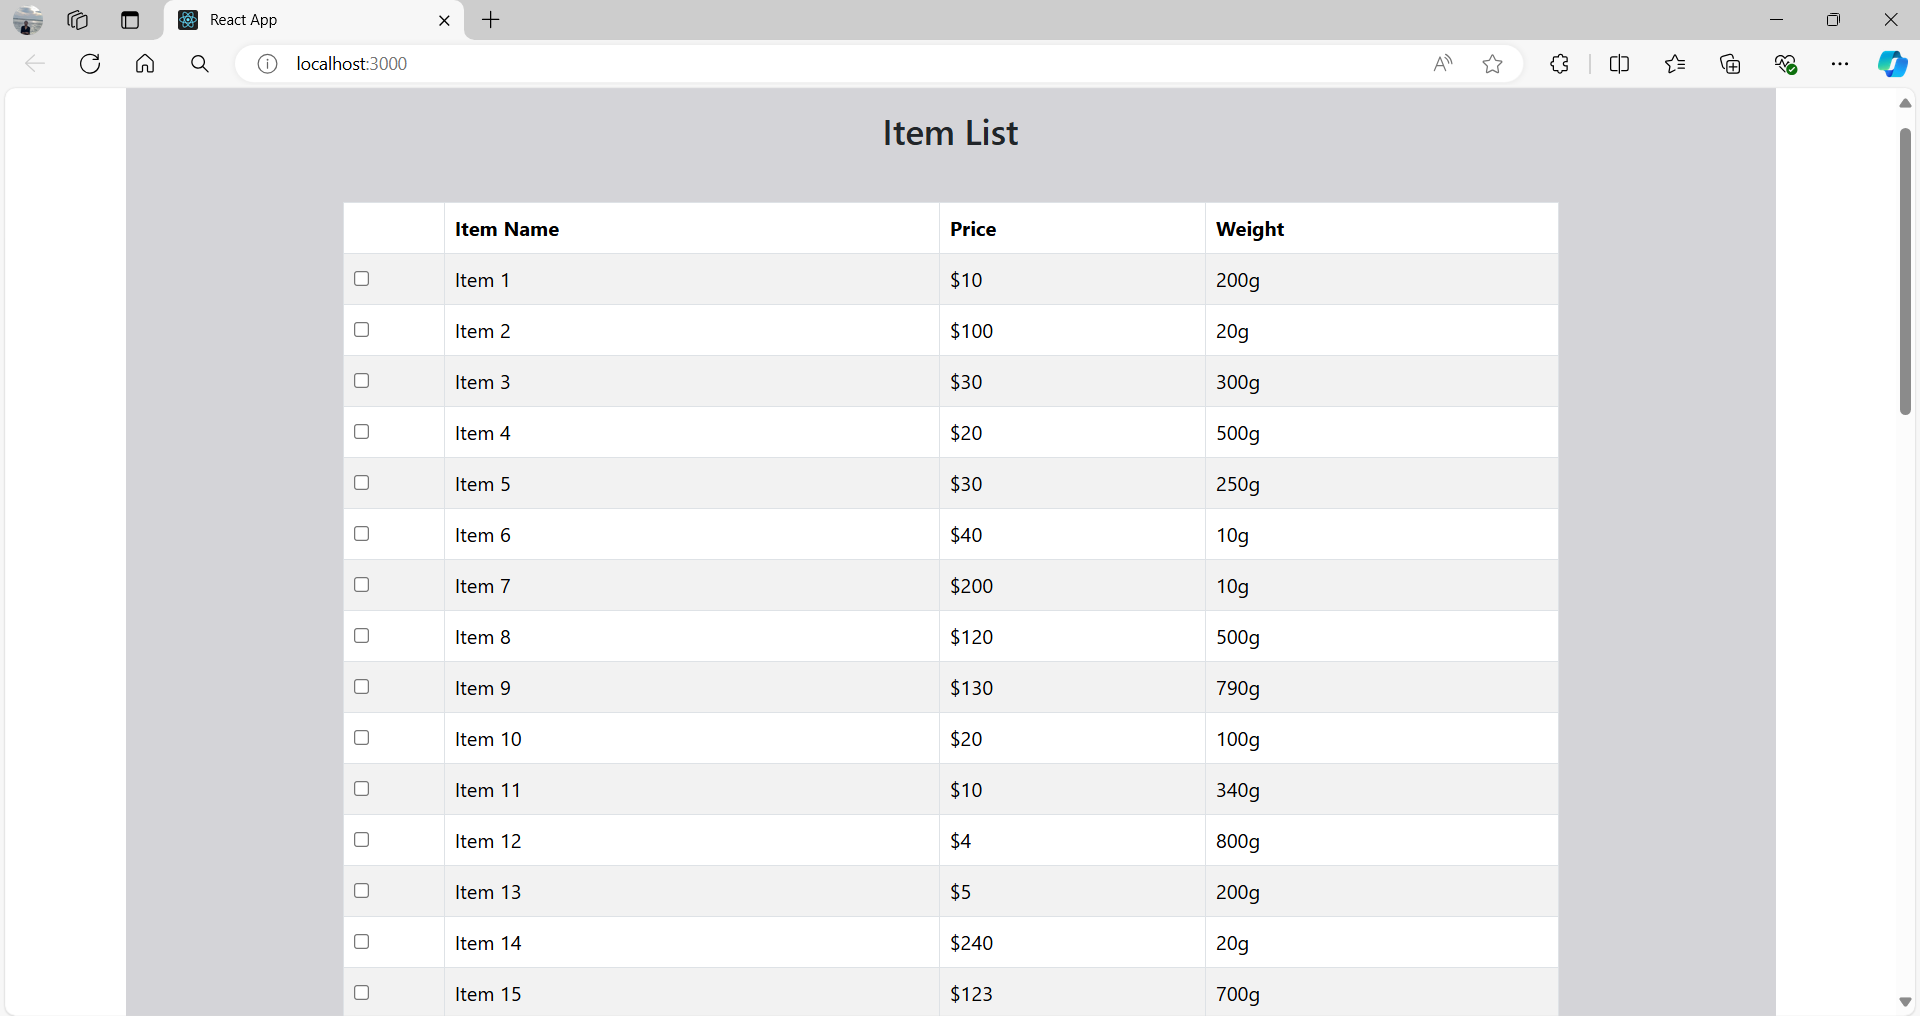 React App
localhost:3000
Item List
Item Name Price Weight
Item 1 $10 200g
Item 2 $100 20g
Item 3 $30 300g
Item 4 $20 500g
Item 5 $30 250g
Item 6 $40 10g
Item 7 $200 10g
Item 8 $120 500g
Item 9 $130 790g
Item 10 $20 100g
Item 11 $10 340g
Item 12 $4 800g
Item 13 $5 200g
Item 14 $240 20g
Item 15 $123 700g